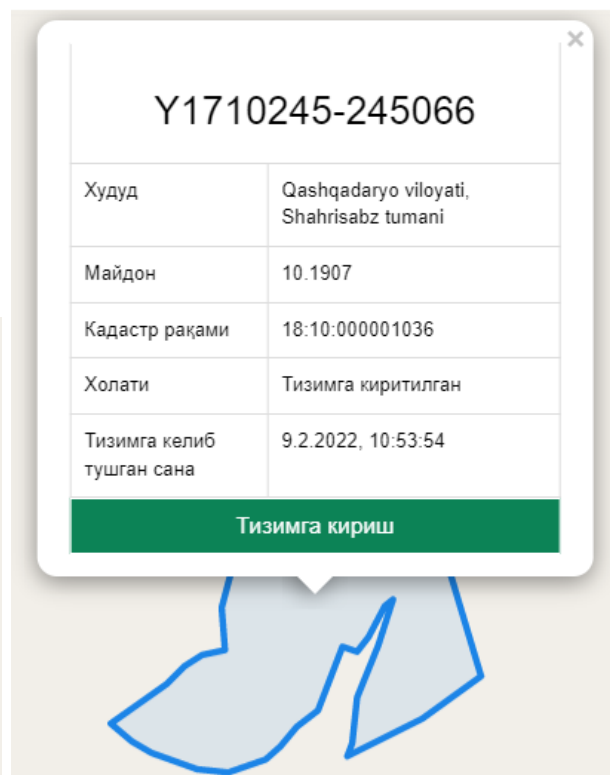 ×
Y1710245-245066
Худуд
Qashqadaryo viloyati,
Shahrisabz tumani
Майдон
10.1907
Кадастр рақами
18:10:000001036
Холати
Тизимга киритилган
Тизимга келиб
тушган сана
9.2.2022, 10:53:54
Тизимга кириш